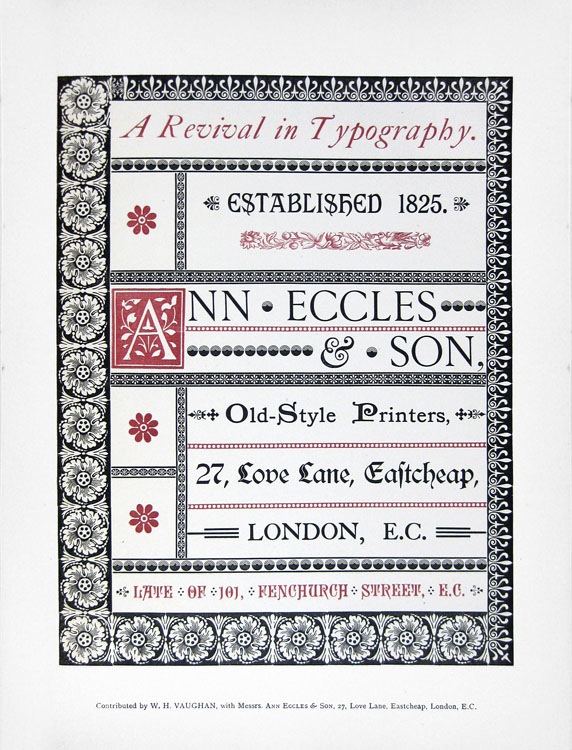 A Revival in Typography.
ESTABLISHED 1825.
ANN • ECCLES
& • SON,
Old-Style Printers,
27, Love Lane, Eaſtcheap,
LONDON, E.C.
LATE OF 101, FENCHURCH STREET, E.C.
Contributed by W. H. VAUGHAN, with Messrs. ANN ECCLES & SON, 27, Love Lane, Eastcheap, London, E.C.